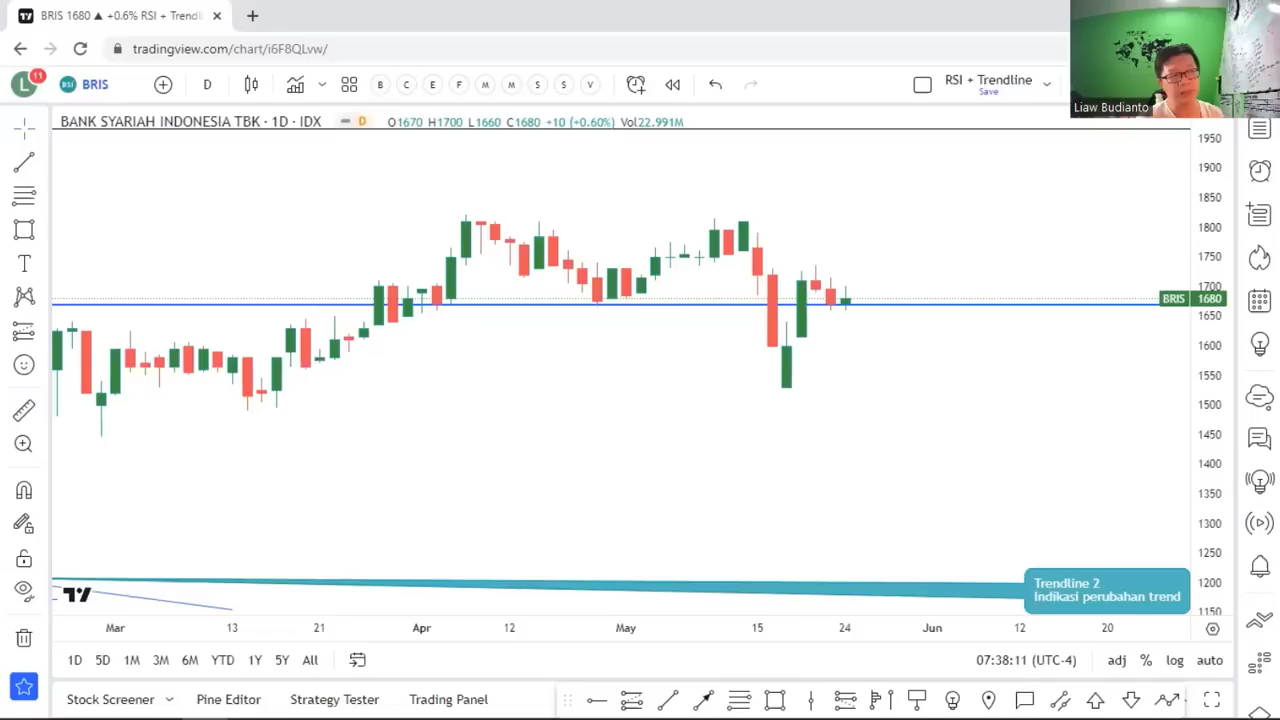 BRIS 1680 ▲ +0.6% RSI + Trendl
tradingview.com/chart/i6F8QLvw/
L 11 BSI BRIS D B C E F M M S S V RSI + Trendline
Save
Liaw Budianto
BANK SYARIAH INDONESIA TBK · 1D · IDX D O1670 H1700 L1660 C1680 +10 (+0.60%) Vol22.991M
1950
1900
1850
1800
1750
1700
BRIS 1680
1650
1600
1550
1500
1450
1400
1350
1300
1250
1200
1150
Trendline 2
Indikasi perubahan trend
Mar 13 21 Apr 12 May 15 24 Jun 12 20
1D 5D 1M 3M 6M YTD 1Y 5Y All 07:38:11 (UTC-4) adj % log auto
Stock Screener Pine Editor Strategy Tester Trading Panel